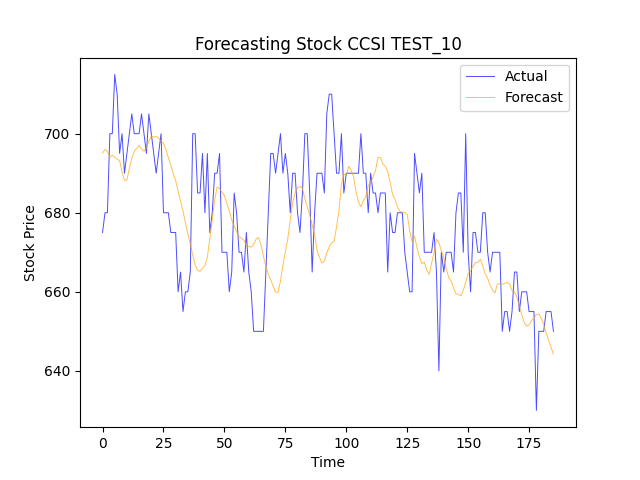 Forecasting Stock CCSI TEST_10
Actual
Forecast
Stock Price
700
680
660
640
0 25 50 75 100 125 150 175
Time